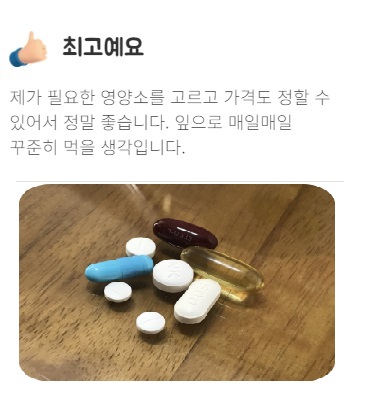 최고예요
제가 필요한 영양소를 고르고 가격도 정할 수
있어서 정말 좋습니다. 앞으로 매일매일
꾸준히 먹을 생각입니다.